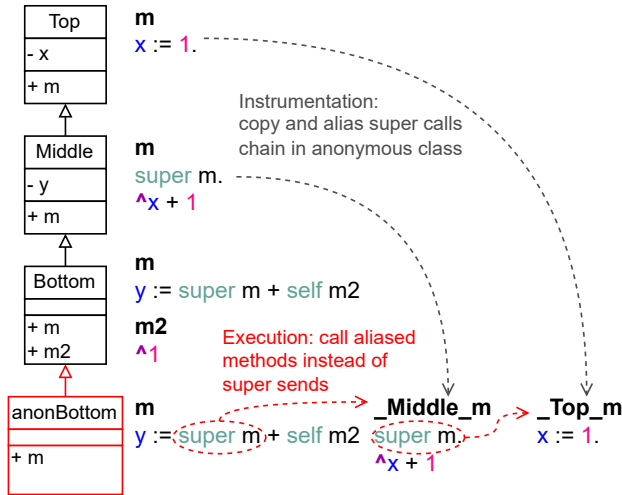 Top
- x
+ m
m
x := 1.
Instrumentation:
copy and alias super calls
chain in anonymous class
Middle
- y
+ m
m
super m.
^x + 1
Bottom
+ m
+ m2
m
y := super m + self m2
m2
^1
Execution: call aliased
methods instead of
super sends
anonBottom
+ m
m
y := super m + self m2
_Middle_m
super m.
^x + 1
_Top_m
x := 1.